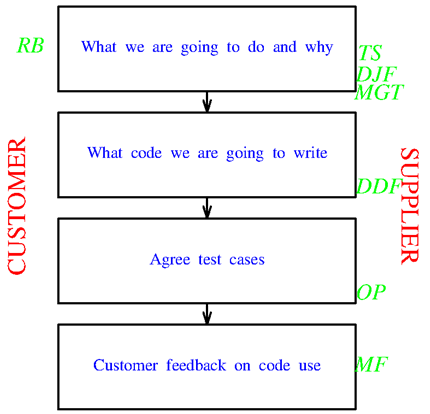 RB
What we are going to do and why
TS
DJF
MGT
CUSTOMER
What code we are going to write
SUPPLIER
DDF
Agree test cases
OP
Customer feedback on code use
MF